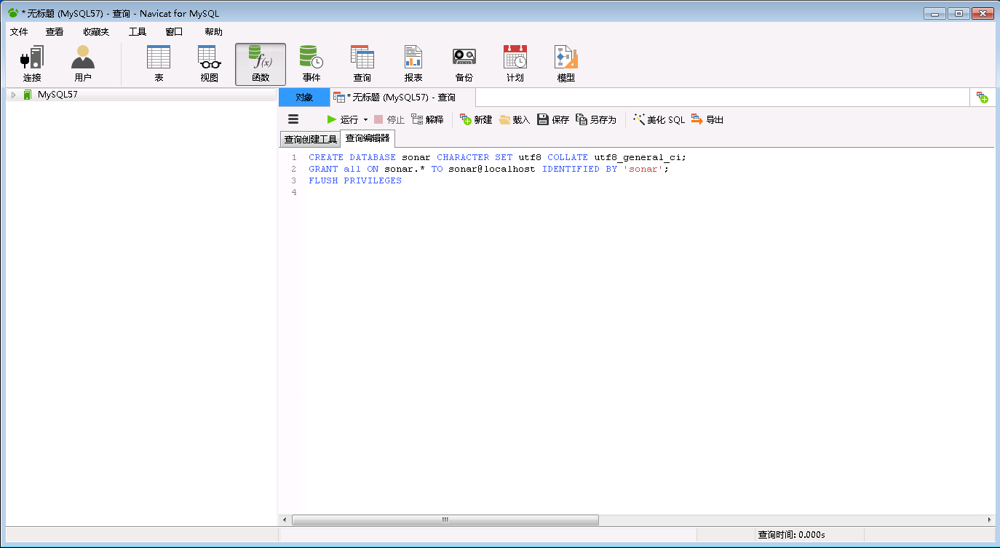 * 无标题 (MySQL57) - 查询 - Navicat for MySQL
文件 查看 收藏夹 工具 窗口 帮助
连接 用户 表 视图 函数 事件 查询 报表 备份 计划 模型
MySQL57
对象 * 无标题 (MySQL57) - 查询
运行 停止 解释 新建 载入 保存 另存为 美化 SQL 导出
查询创建工具 查询编辑器
1 CREATE DATABASE sonar CHARACTER SET utf8 COLLATE utf8_general_ci;
2 GRANT all ON sonar.* TO sonar@localhost IDENTIFIED BY 'sonar';
3 FLUSH PRIVILEGES
4
查询时间: 0.000s